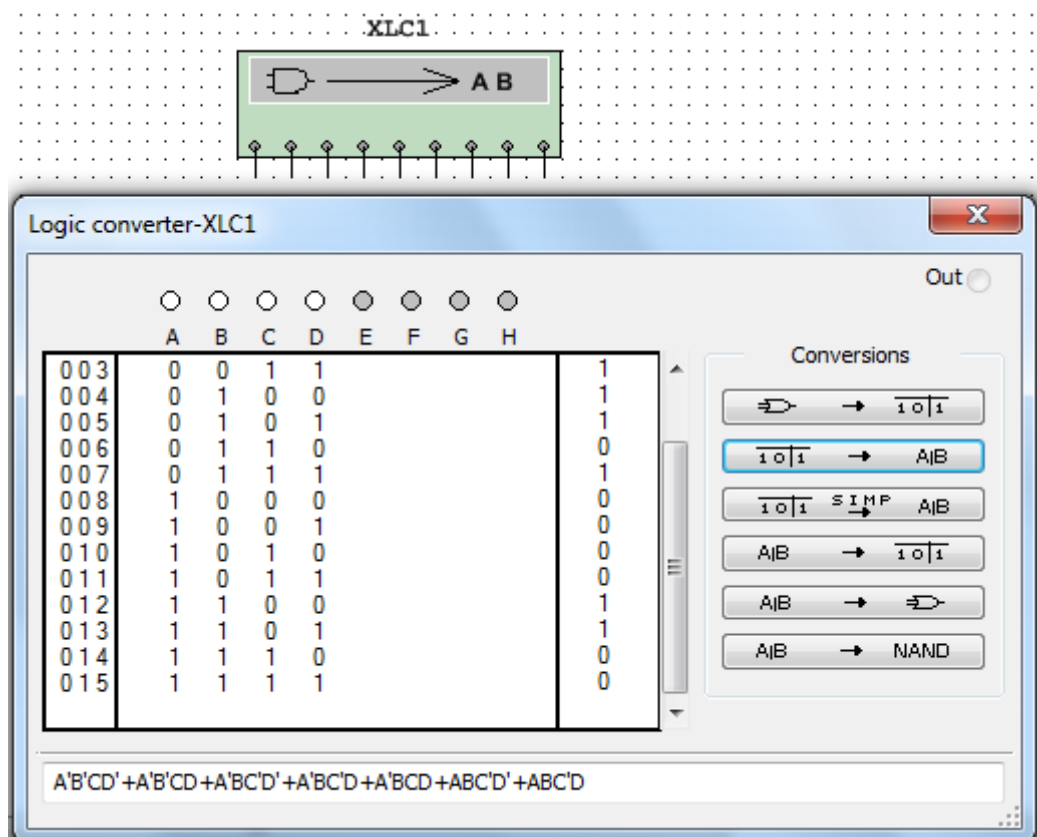 XLC1
A B
Logic converter-XLC1
Out
A B C D E F G H
003 0 0 1 1 1
004 0 1 0 0 1
005 0 1 0 1 1
006 0 1 1 0 0
007 0 1 1 1 1
008 1 0 0 0 0
009 1 0 0 1 0
010 1 0 1 0 0
011 1 0 1 1 0
012 1 1 0 0 1
013 1 1 0 1 1
014 1 1 1 0 0
015 1 1 1 1 0
Conversions
→ 1 0 1
1 0 1 → A|B
1 0 1 SIMP → A|B
A|B → 1 0 1
A|B →
A|B → NAND
A'B'CD'+A'B'CD+A'BC'D'+A'BC'D+A'BCD+ABC'D'+ABC'D